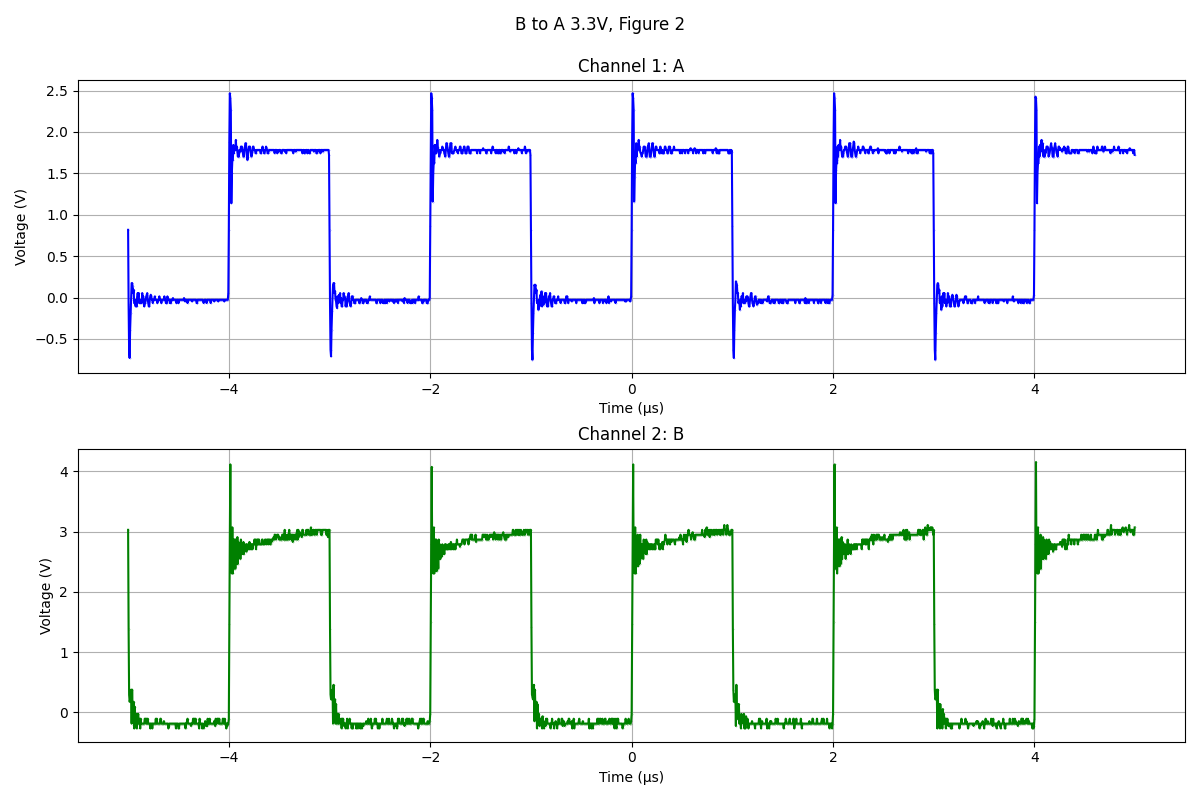 B to A 3.3V, Figure 2
Channel 1: A
Voltage (V)
2.5
2.0
1.5
1.0
0.5
0.0
−0.5
−4 −2 0 2 4
Time (μs)
Channel 2: B
Voltage (V)
4
3
2
1
0
−4 −2 0 2 4
Time (μs)